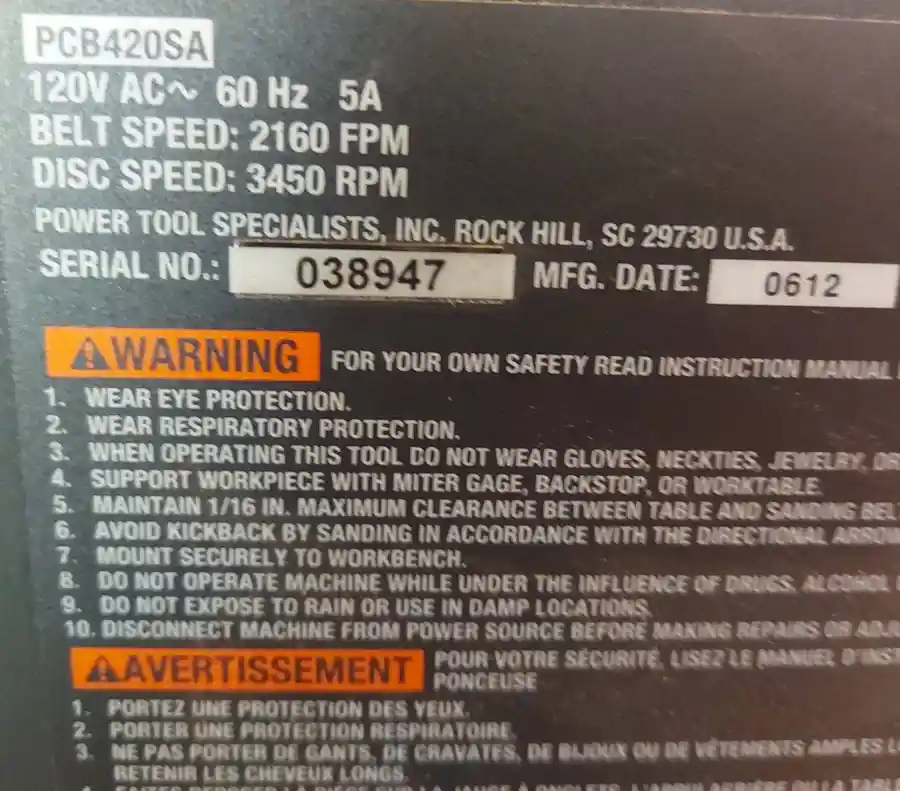 PCB420SA
120V AC~ 60 Hz 5A
BELT SPEED: 2160 FPM
DISC SPEED: 3450 RPM
POWER TOOL SPECIALISTS, INC. ROCK HILL, SC 29730 U.S.A.
SERIAL NO.: 038947 MFG. DATE: 0612
⚠WARNING FOR YOUR OWN SAFETY READ INSTRUCTION MANUAL
1. WEAR EYE PROTECTION.
2. WEAR RESPIRATORY PROTECTION.
3. WHEN OPERATING THIS TOOL DO NOT WEAR GLOVES, NECKTIES, JEWELRY, OR
4. SUPPORT WORKPIECE WITH MITER GAGE, BACKSTOP, OR WORKTABLE.
5. MAINTAIN 1/16 IN. MAXIMUM CLEARANCE BETWEEN TABLE AND SANDING BEL
6. AVOID KICKBACK BY SANDING IN ACCORDANCE WITH THE DIRECTIONAL ARROW
7. MOUNT SECURELY TO WORKBENCH.
8. DO NOT OPERATE MACHINE WHILE UNDER THE INFLUENCE OF DRUGS, ALCOHOL
9. DO NOT EXPOSE TO RAIN OR USE IN DAMP LOCATIONS.
10. DISCONNECT MACHINE FROM POWER SOURCE BEFORE MAKING REPAIRS OR ADJU
⚠AVERTISSEMENT POUR VOTRE SÉCURITÉ, LISEZ LE MANUEL D'INST
PONCEUSE
1. PORTEZ UNE PROTECTION DES YEUX.
2. PORTER UNE PROTECTION RESPIRATOIRE.
3. NE PAS PORTER DE GANTS, DE CRAVATES, DE BIJOUX OU DE VÊTEMENTS AMPLES
RETENIR LES CHEVEUX LONGS.